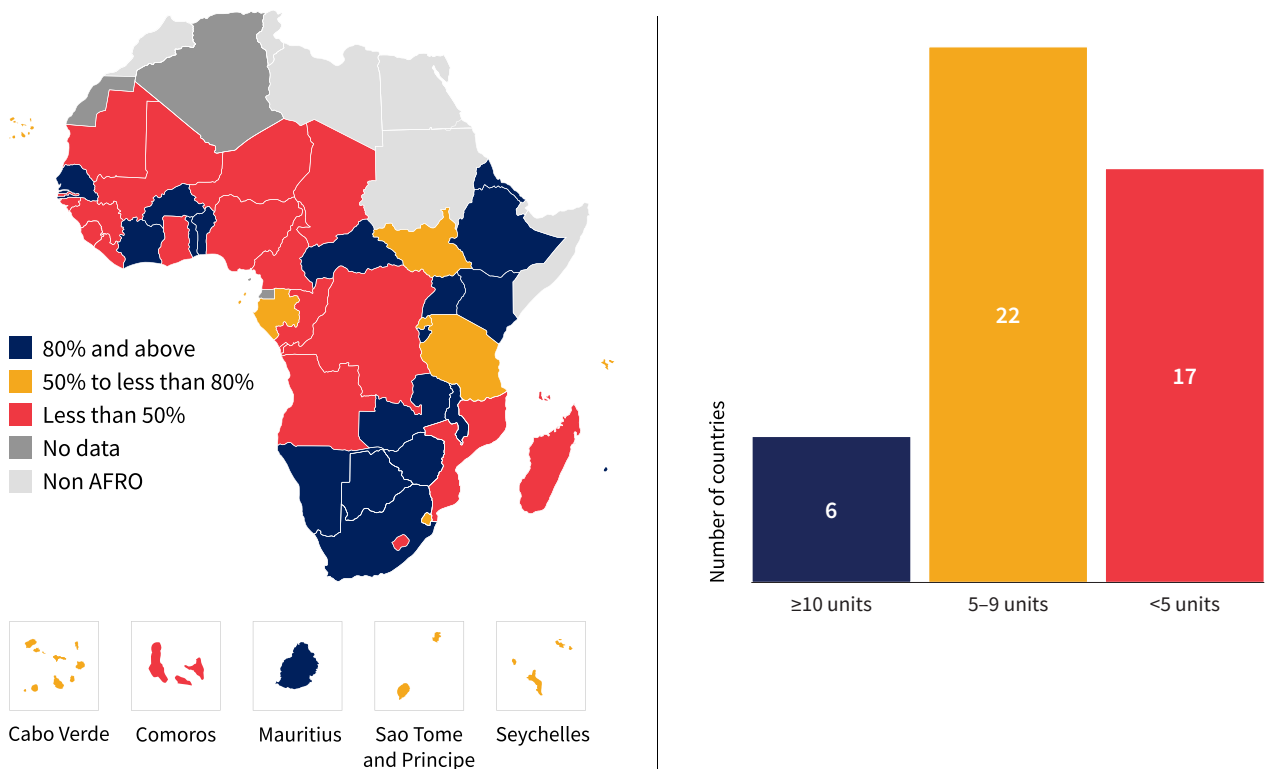 80% and above
50% to less than 80%
Less than 50%
No data
Non AFRO
Cabo Verde
Comoros
Mauritius
Sao Tome
and Principe
Seychelles
Number of countries
6
22
17
≥10 units
5–9 units
<5 units